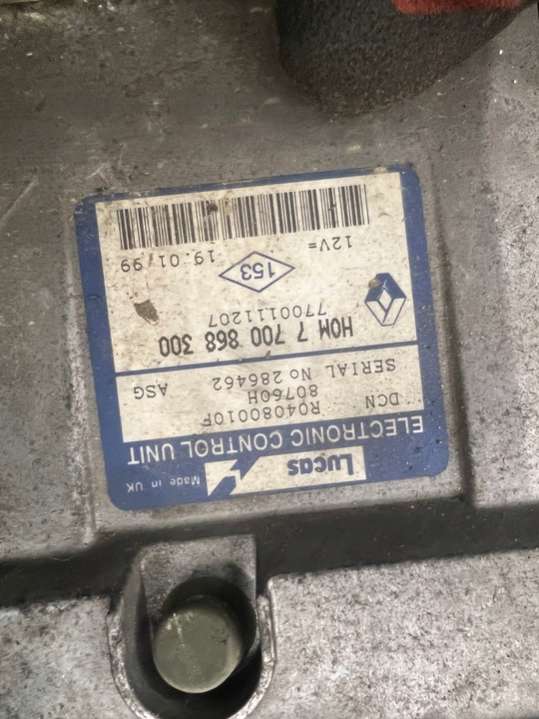 Lucas Made in UK
ELECTRONIC CONTROL UNIT
DCN R04080010F
80760H
SERIAL No 286462 ASG
HOM 7 700 868 300
7700111207
153
12V= 19.01/99